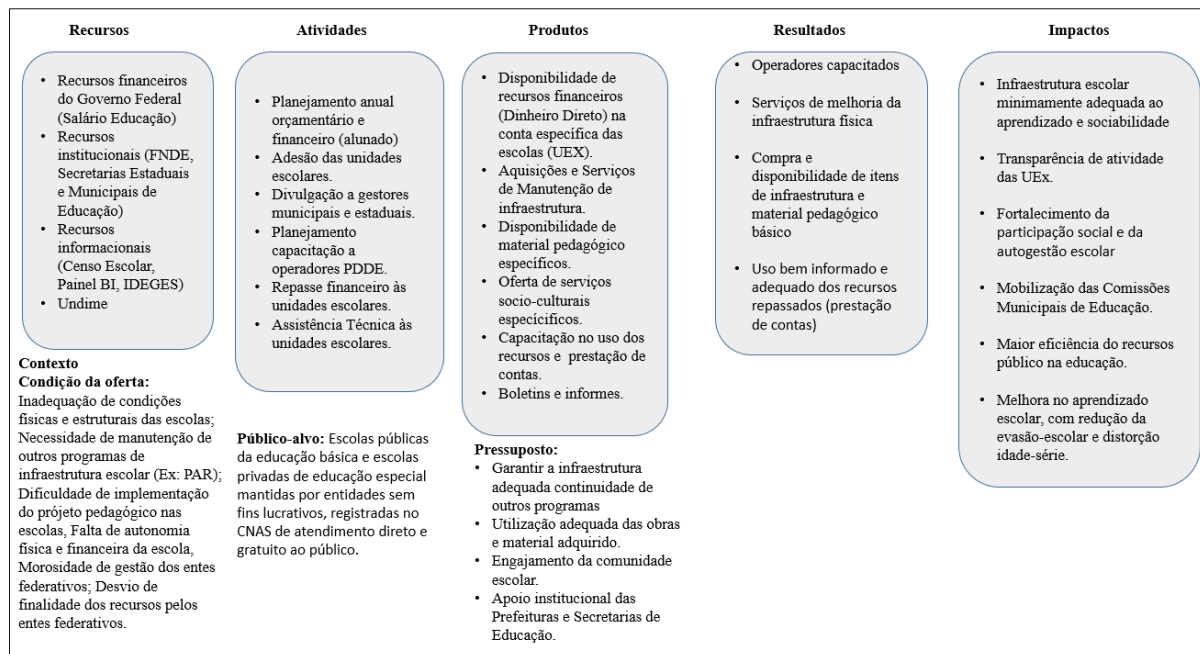 Recursos
• Recursos financeiros
do Governo Federal
(Salário Educação)
• Recursos
institucionais (FNDE,
Secretarias Estaduais
e Municipais de
Educação)
• Recursos
informacionais
(Censo Escolar,
Painel BI, IDEGES)
• Undime
Contexto
Condição da oferta:
Inadequação de condições
físicas e estruturais das escolas;
Necessidade de manutenção de
outros programas de
infraestrutura escolar (Ex: PAR);
Dificuldade de implementação
do prójeto pedagógico nas
escolas, Falta de autonomia
física e financeira da escola,
Morosidade de gestão dos entes
federativos; Desvio de
finalidade dos recursos pelos
entes federativos.
Atividades
• Planejamento anual
orçamentário e
financeiro (alunado)
• Adesão das unidades
escolares.
• Divulgação a gestores
municipais e estaduais.
• Planejamento
capacitação a
operadores PDDE.
• Repasse financeiro às
unidades escolares.
• Assistência Técnica às
unidades escolares.
Público-alvo: Escolas públicas
da educação básica e escolas
privadas de educação especial
mantidas por entidades sem
fins lucrativos, registradas no
CNAS de atendimento direto e
gratuito ao público.
Produtos
• Disponibilidade de
recursos financeiros
(Dinheiro Direto) na
conta específica das
escolas (UEX).
• Aquisições e Serviços
de Manutenção de
infraestrutura.
• Disponibilidade de
material pedagógico
específicos.
• Oferta de serviços
socio-culturais
especícificos.
• Capacitação no uso dos
recursos e prestação de
contas.
• Boletins e informes.
Pressuposto:
• Garantir a infraestrutura
adequada continuidade de
outros programas
• Utilização adequada das obras
e material adquirido.
• Engajamento da comunidade
escolar.
• Apoio institucional das
Prefeituras e Secretarias de
Educação.
Resultados
• Operadores capacitados
• Serviços de melhoria da
infraestrutura física
• Compra e
disponibilidade de itens
de infraestrutura e
material pedagógico
básico
• Uso bem informado e
adequado dos recursos
repassados (prestação
de contas)
Impactos
• Infraestrutura escolar
minimamente adequada ao
aprendizado e sociabilidade
• Transparência de atividade
das UEx.
• Fortalecimento da
participação social e da
autogestão escolar
• Mobilização das Comissões
Municipais de Educação.
• Maior eficiência do recursos
público na educação.
• Melhora no aprendizado
escolar, com redução da
evasão-escolar e distorção
idade-série.